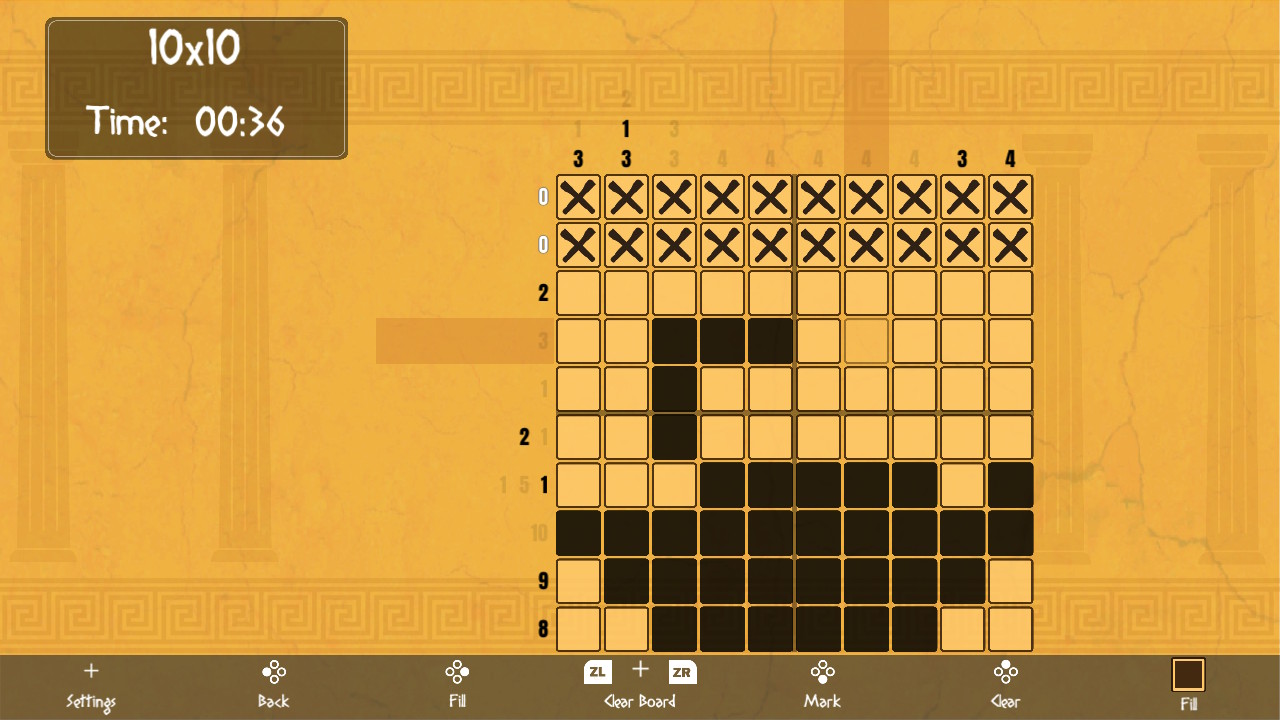 10x10
Time: 00:36
2
1 1 3
3 3 3 4 4 4 4 4 3 4
0
0
2
3
1
2 1
1 5 1
10
9
8
ZL + ZR
Settings Back Fill Clear Board Mark Clear Fill